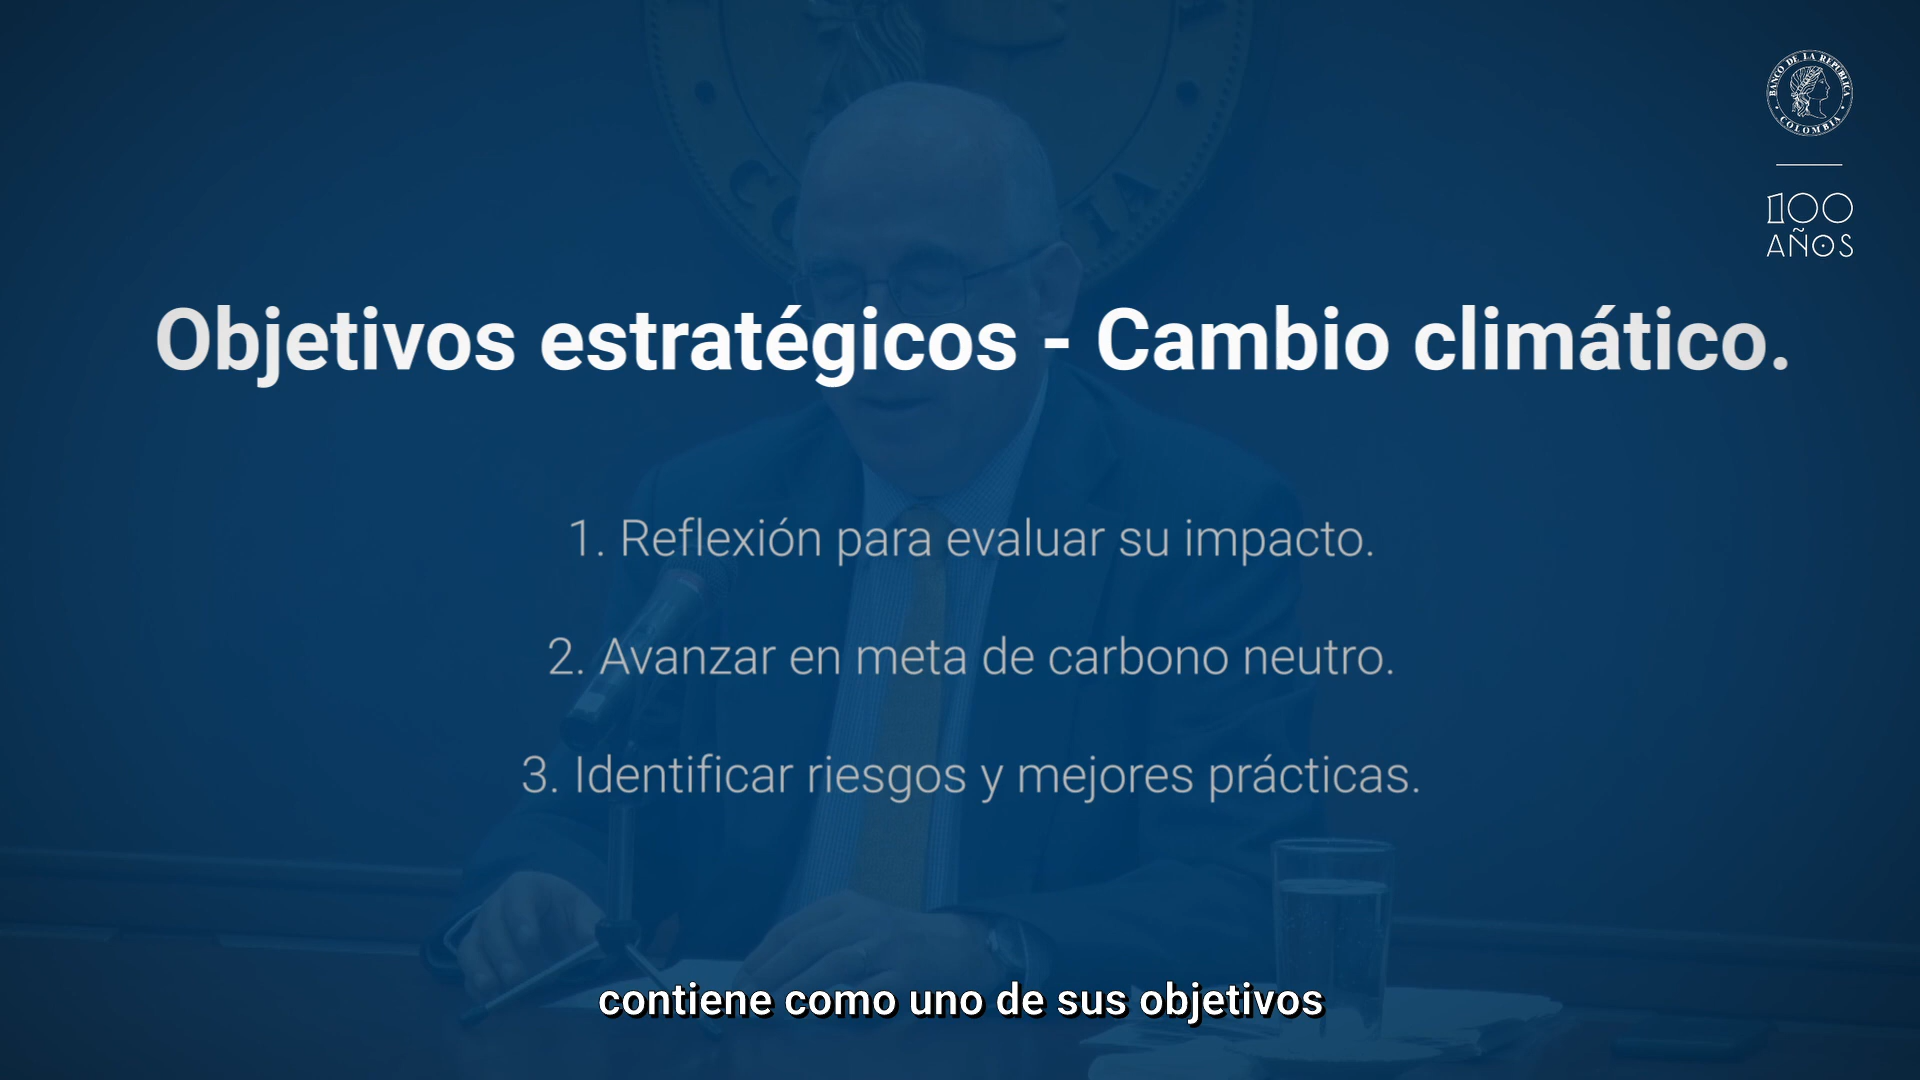 BANCO DE LA REPÚBLICA
COLOMBIA
100
AÑOS
Objetivos estratégicos - Cambio climático.
1. Reflexión para evaluar su impacto.
2. Avanzar en meta de carbono neutro.
3. Identificar riesgos y mejores prácticas.
contiene como uno de sus objetivos